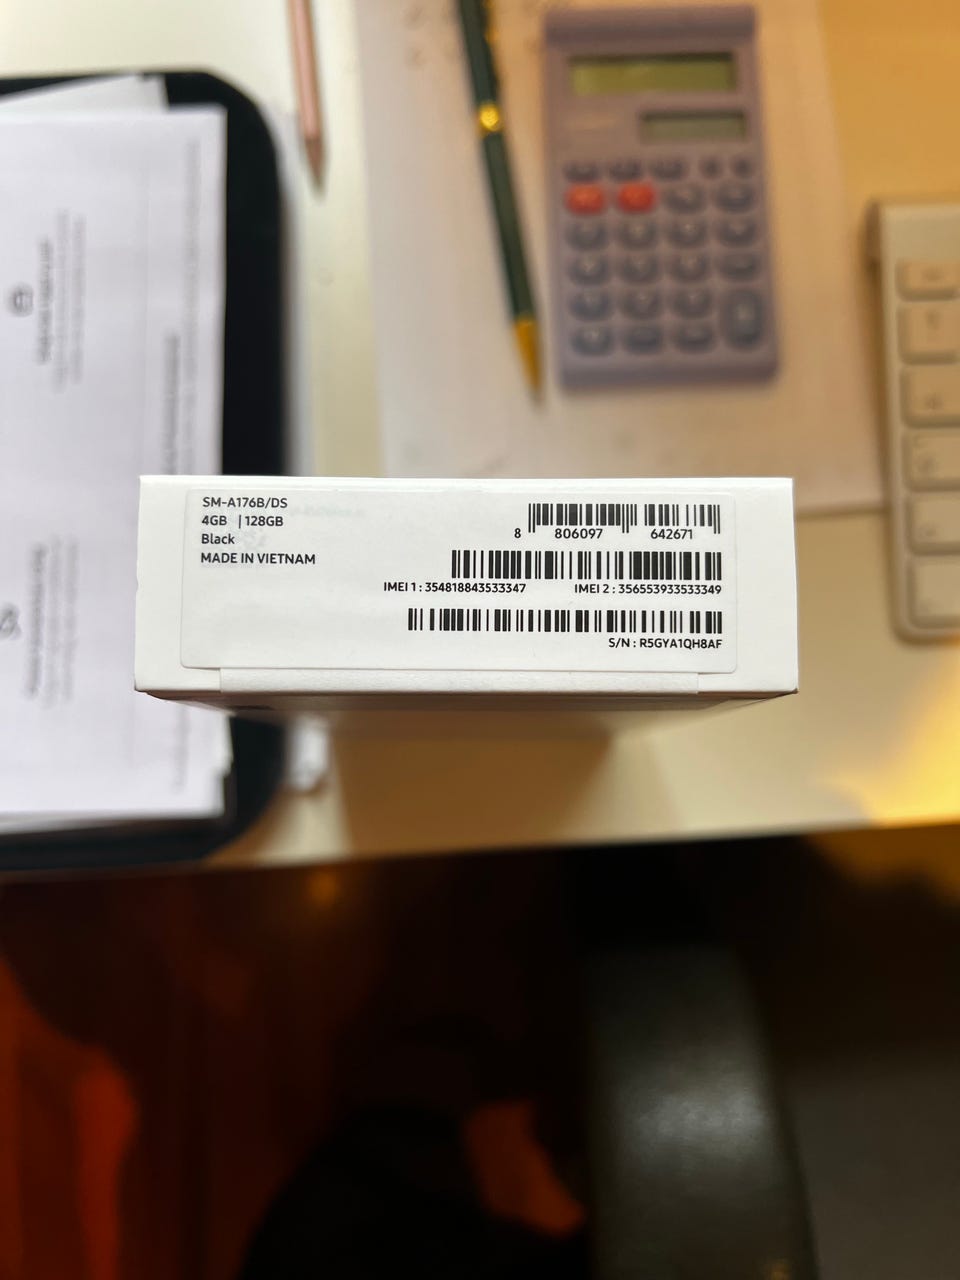 SM-A176B/DS
4GB | 128GB
Black
MADE IN VIETNAM
8 806097 642671
IMEI 1 : 354818843533347 IMEI 2 : 356553933533349
S/N : R5GYA1QH8AF